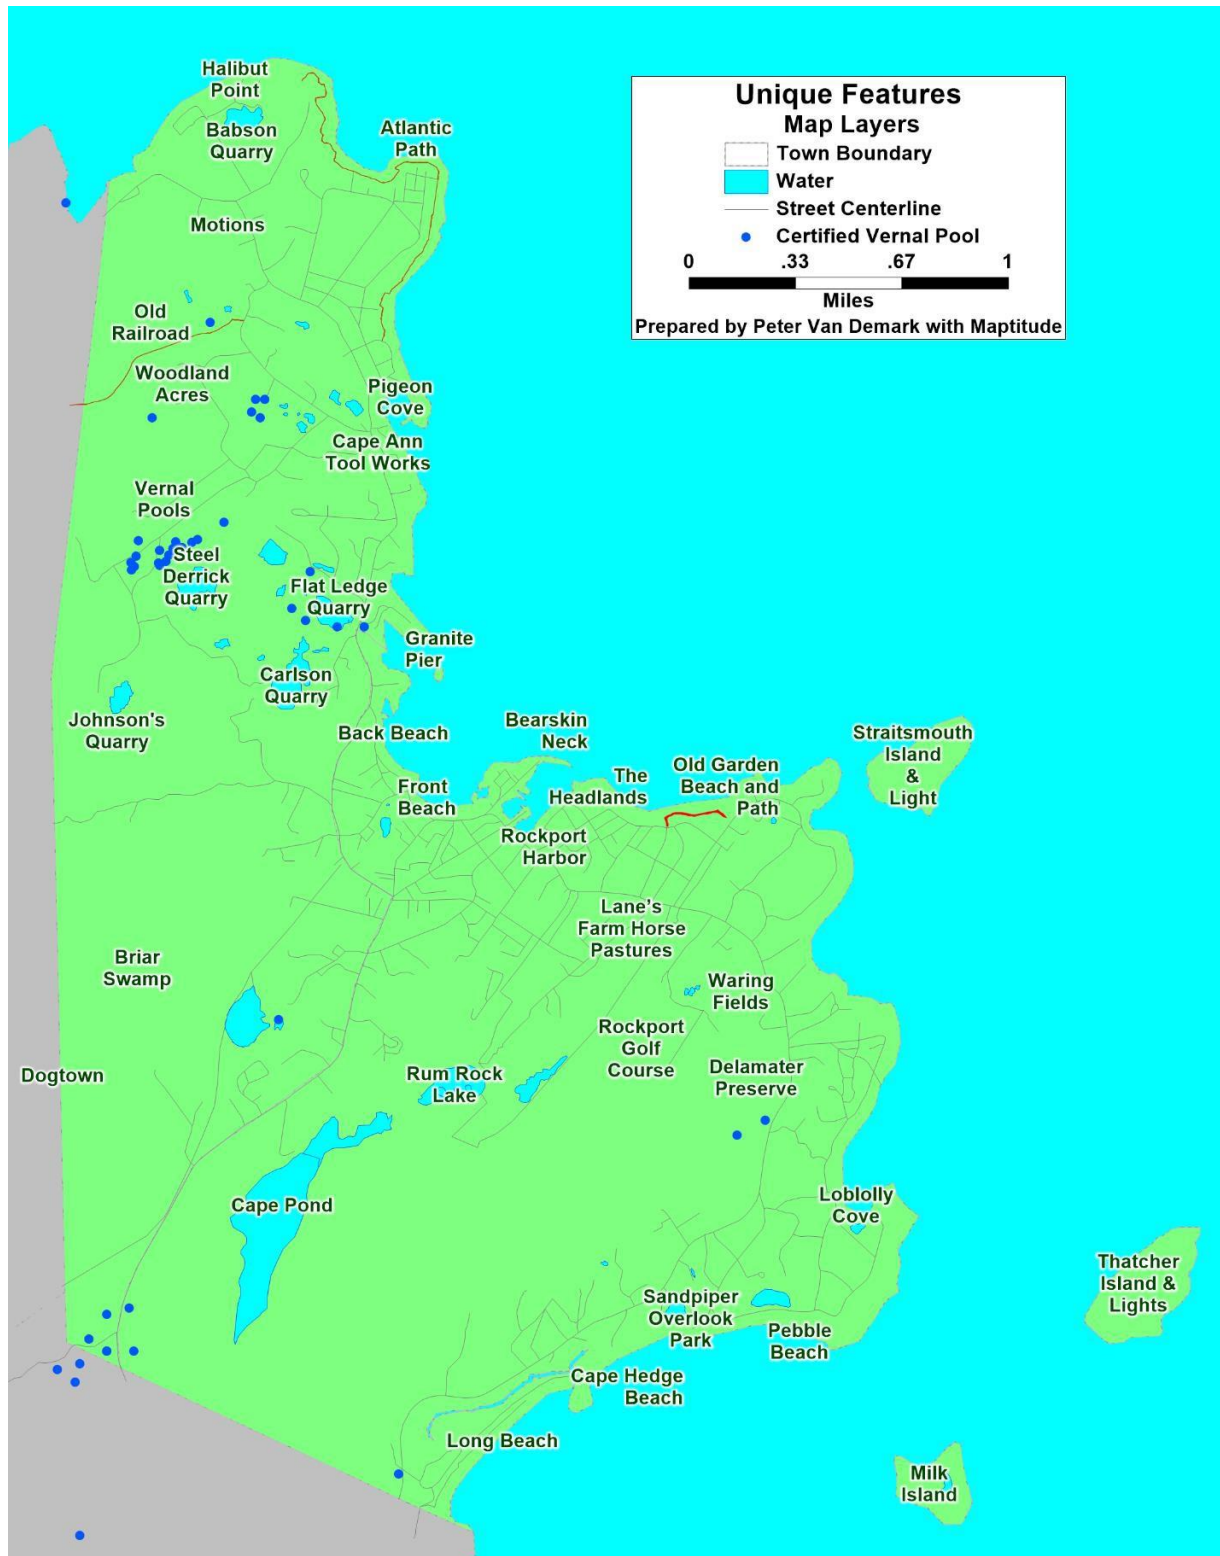 Halibut
Point
Babson
Quarry
Atlantic
Path
Unique Features
Map Layers
Town Boundary
Water
Street Centerline
Certified Vernal Pool
0 .33 .67 1
Miles
Prepared by Peter Van Demark with Maptitude
Motions
Old
Railroad
Woodland
Acres
Pigeon
Cove
Cape Ann
Tool Works
Vernal
Pools
Steel
Derrick
Quarry
Flat Ledge
Quarry
Granite
Pier
Carlson
Quarry
Johnson's
Quarry
Back Beach
Bearskin
Neck
Front
Beach
The
Headlands
Old Garden
Beach and
Path
Straitsmouth
Island
&
Light
Rockport
Harbor
Lane’s
Farm Horse
Pastures
Briar
Swamp
Waring
Fields
Rockport
Golf
Course
Dogtown
Rum Rock
Lake
Delamater
Preserve
Cape Pond
Loblolly
Cove
Thatcher
Island &
Lights
Sandpiper
Overlook
Park
Pebble
Beach
Cape Hedge
Beach
Long Beach
Milk
Island